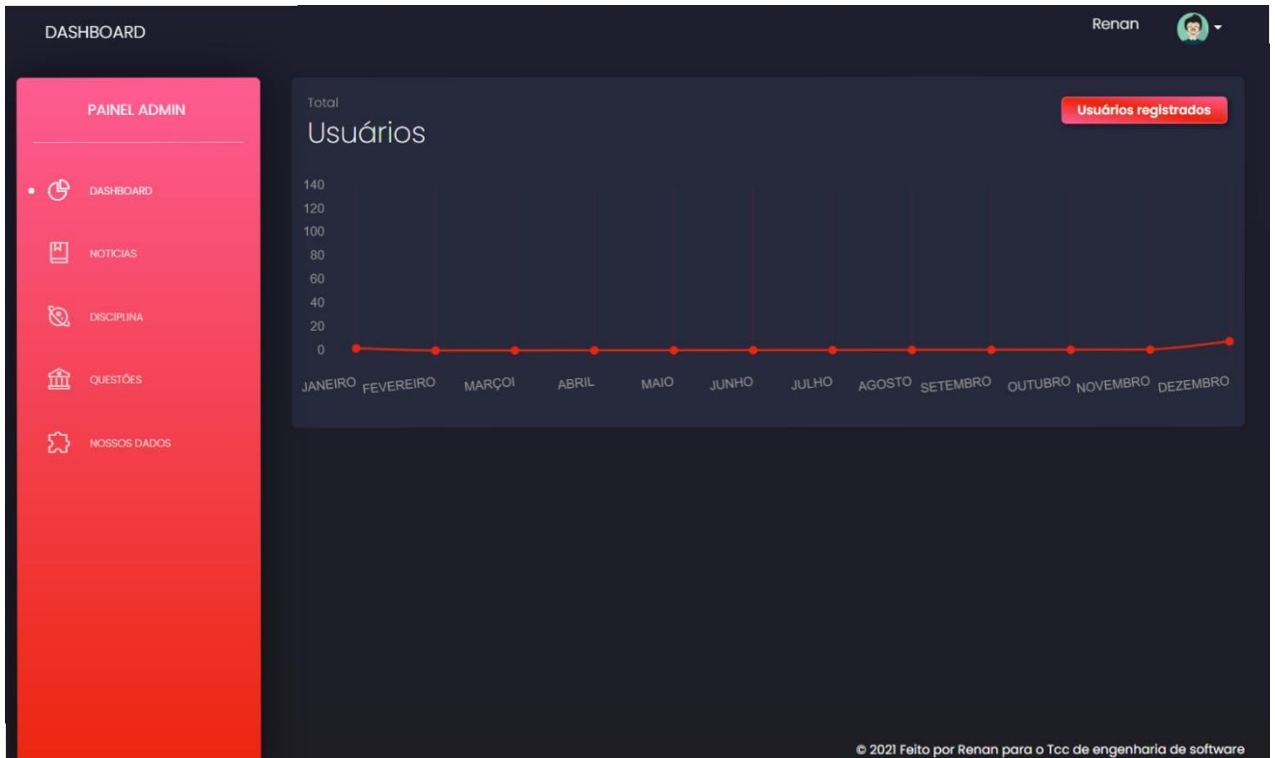 DASHBOARD
Renan
PAINEL ADMIN
DASHBOARD
NOTICIAS
DISCIPLINA
QUESTÕES
NOSSOS DADOS
Total
Usuários
Usuários registrados
140
120
100
80
60
40
20
0
JANEIRO FEVEREIRO MARÇOI ABRIL MAIO JUNHO JULHO AGOSTO SETEMBRO OUTUBRO NOVEMBRO DEZEMBRO
© 2021 Feito por Renan para o Tcc de engenharia de software